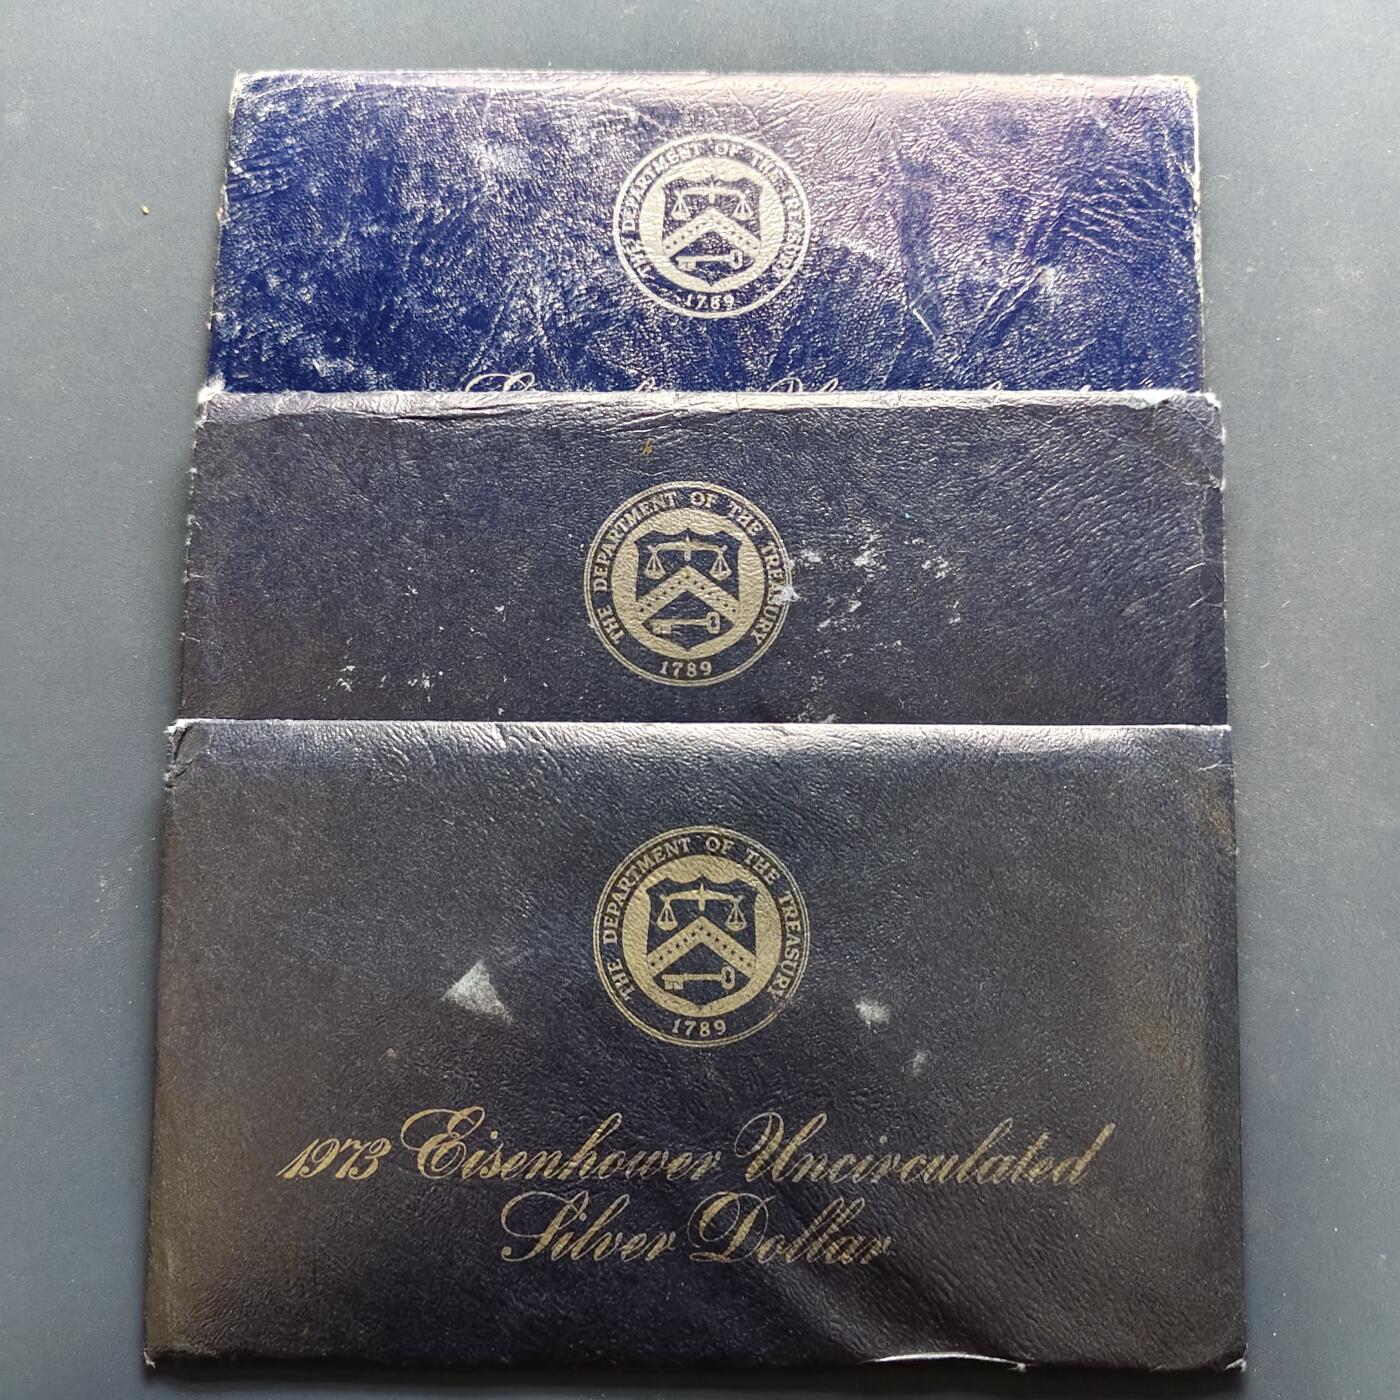 THE DEPARTMENT OF THE TREASURY
1789
THE DEPARTMENT OF THE TREASURY
1789
THE DEPARTMENT OF THE TREASURY
1789
1973 Eisenhower Uncirculated
Silver Dollar